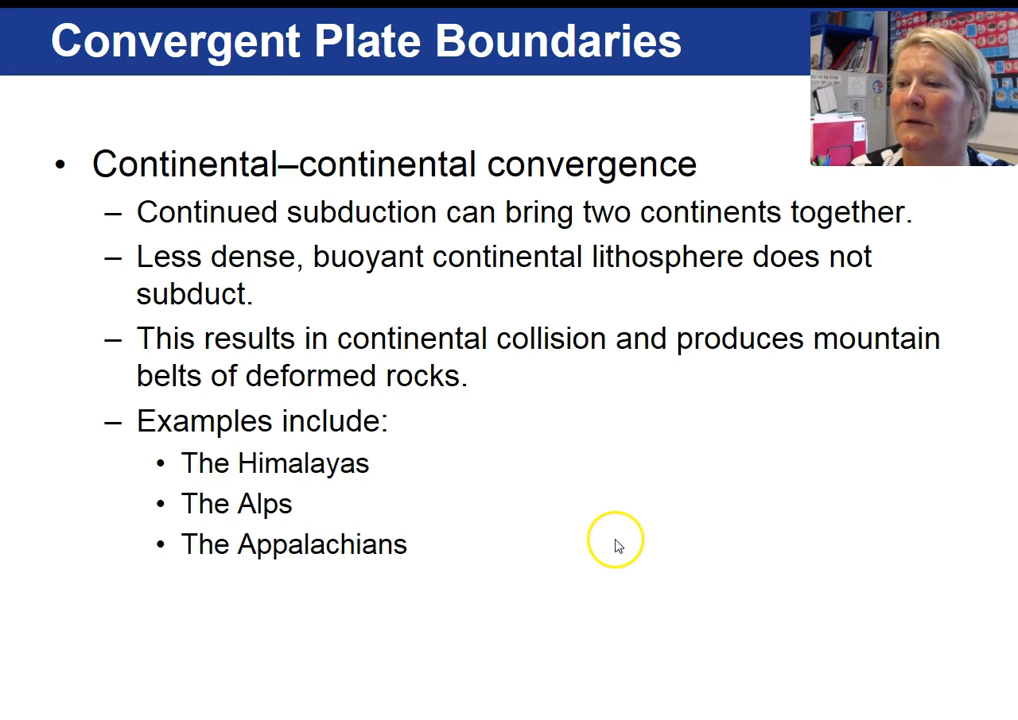 Convergent Plate Boundaries
• Continental–continental convergence
– Continued subduction can bring two continents together.
– Less dense, buoyant continental lithosphere does not
subduct.
– This results in continental collision and produces mountain
belts of deformed rocks.
– Examples include:
• The Himalayas
• The Alps
• The Appalachians